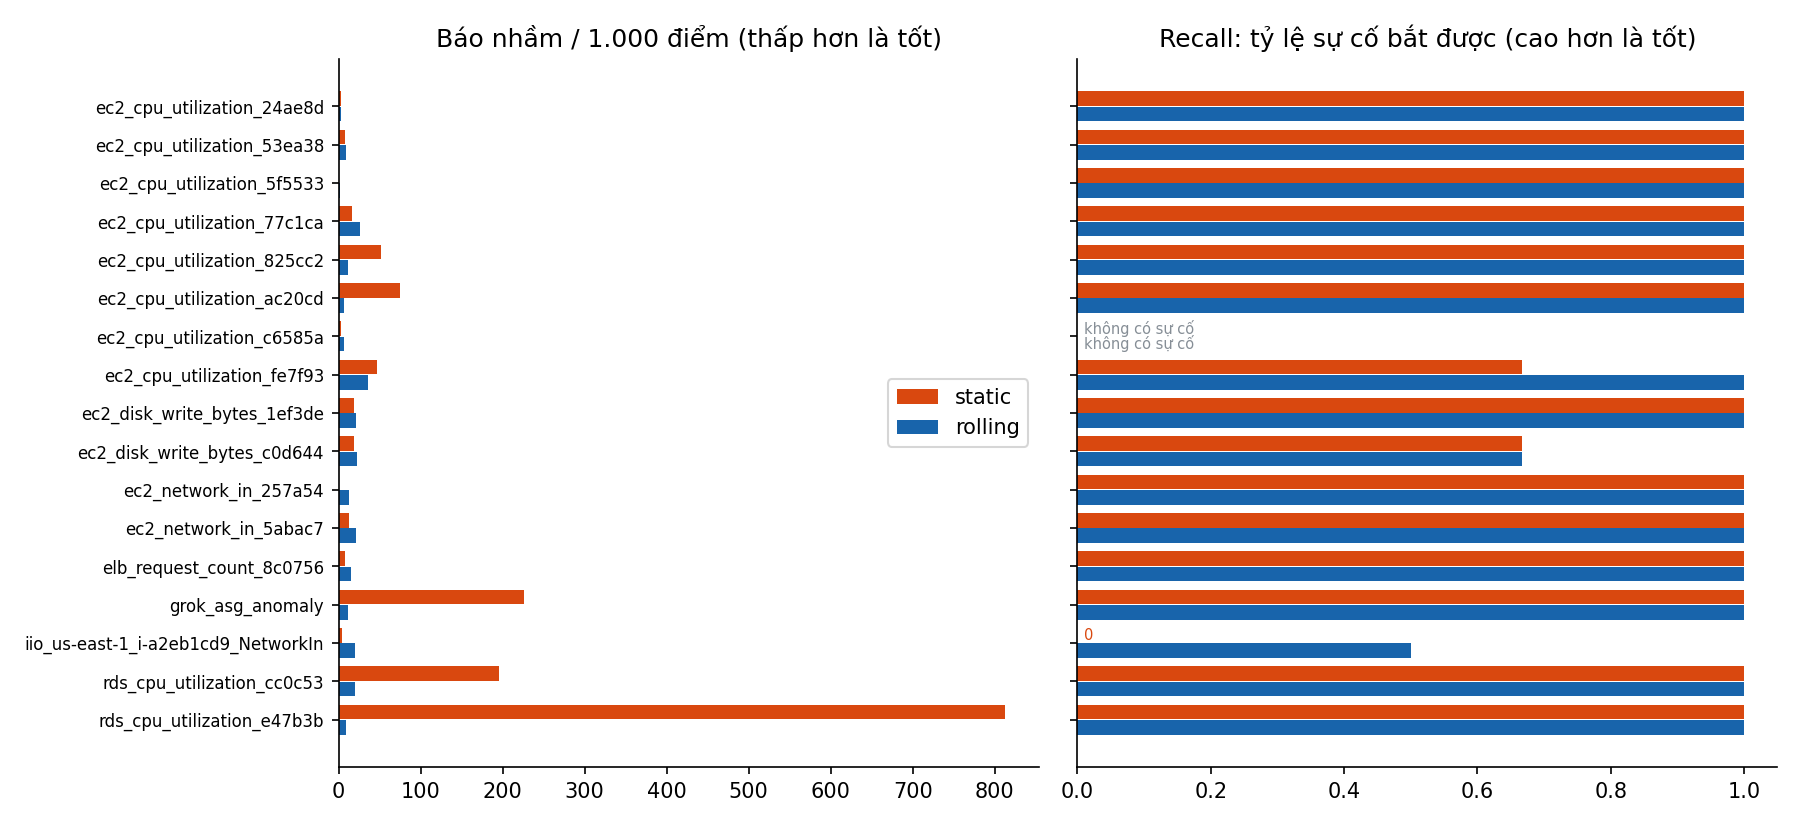 Báo nhầm / 1.000 điểm (thấp hơn là tốt)
Recall: tỷ lệ sự cố bắt được (cao hơn là tốt)
ec2_cpu_utilization_24ae8d
ec2_cpu_utilization_53ea38
ec2_cpu_utilization_5f5533
ec2_cpu_utilization_77c1ca
ec2_cpu_utilization_825cc2
ec2_cpu_utilization_ac20cd
ec2_cpu_utilization_c6585a
ec2_cpu_utilization_fe7f93
ec2_disk_write_bytes_1ef3de
ec2_disk_write_bytes_c0d644
ec2_network_in_257a54
ec2_network_in_5abac7
elb_request_count_8c0756
grok_asg_anomaly
iio_us-east-1_i-a2eb1cd9_NetworkIn
rds_cpu_utilization_cc0c53
rds_cpu_utilization_e47b3b
static
rolling
không có sự cố
không có sự cố
0
0 100 200 300 400 500 600 700 800
0.0 0.2 0.4 0.6 0.8 1.0